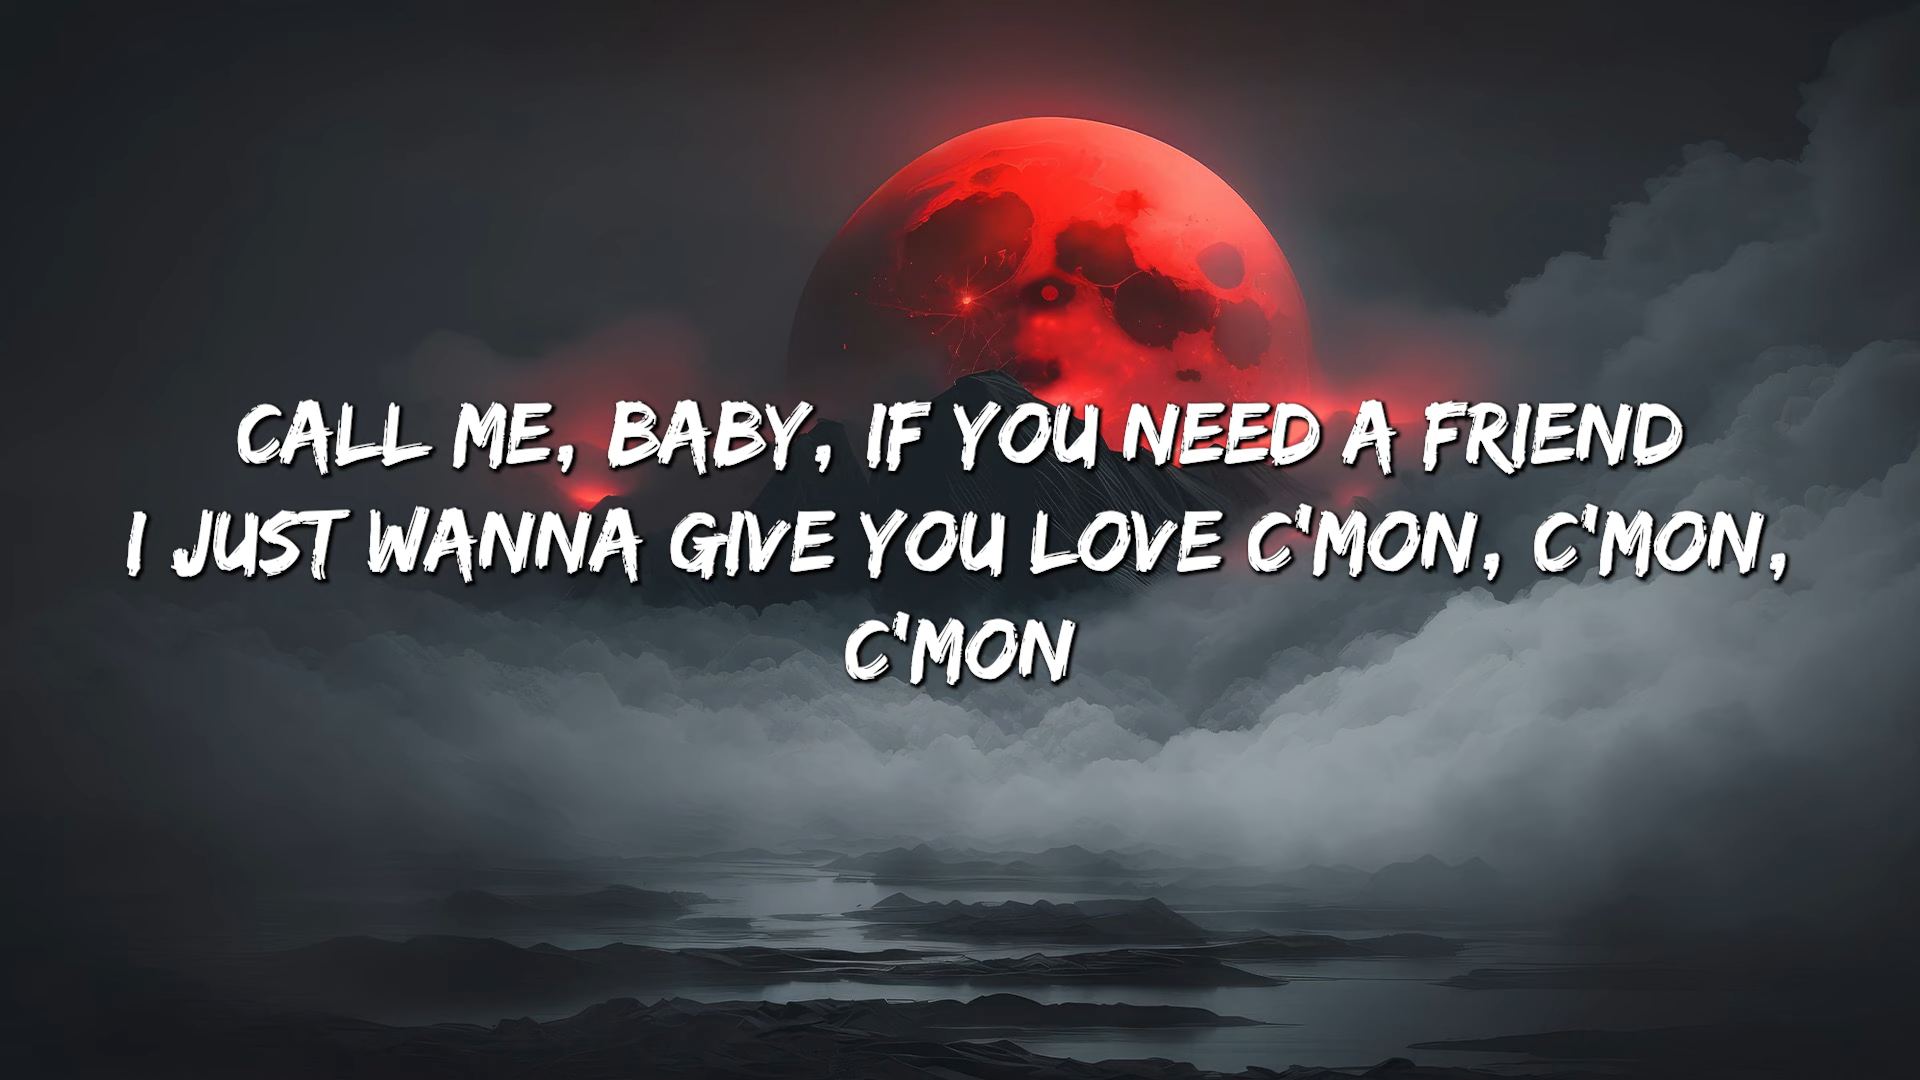 CALL ME, BABY, IF YOU NEED A FRIEND
I JUST WANNA GIVE YOU LOVE C'MON, C'MON,
C'MON